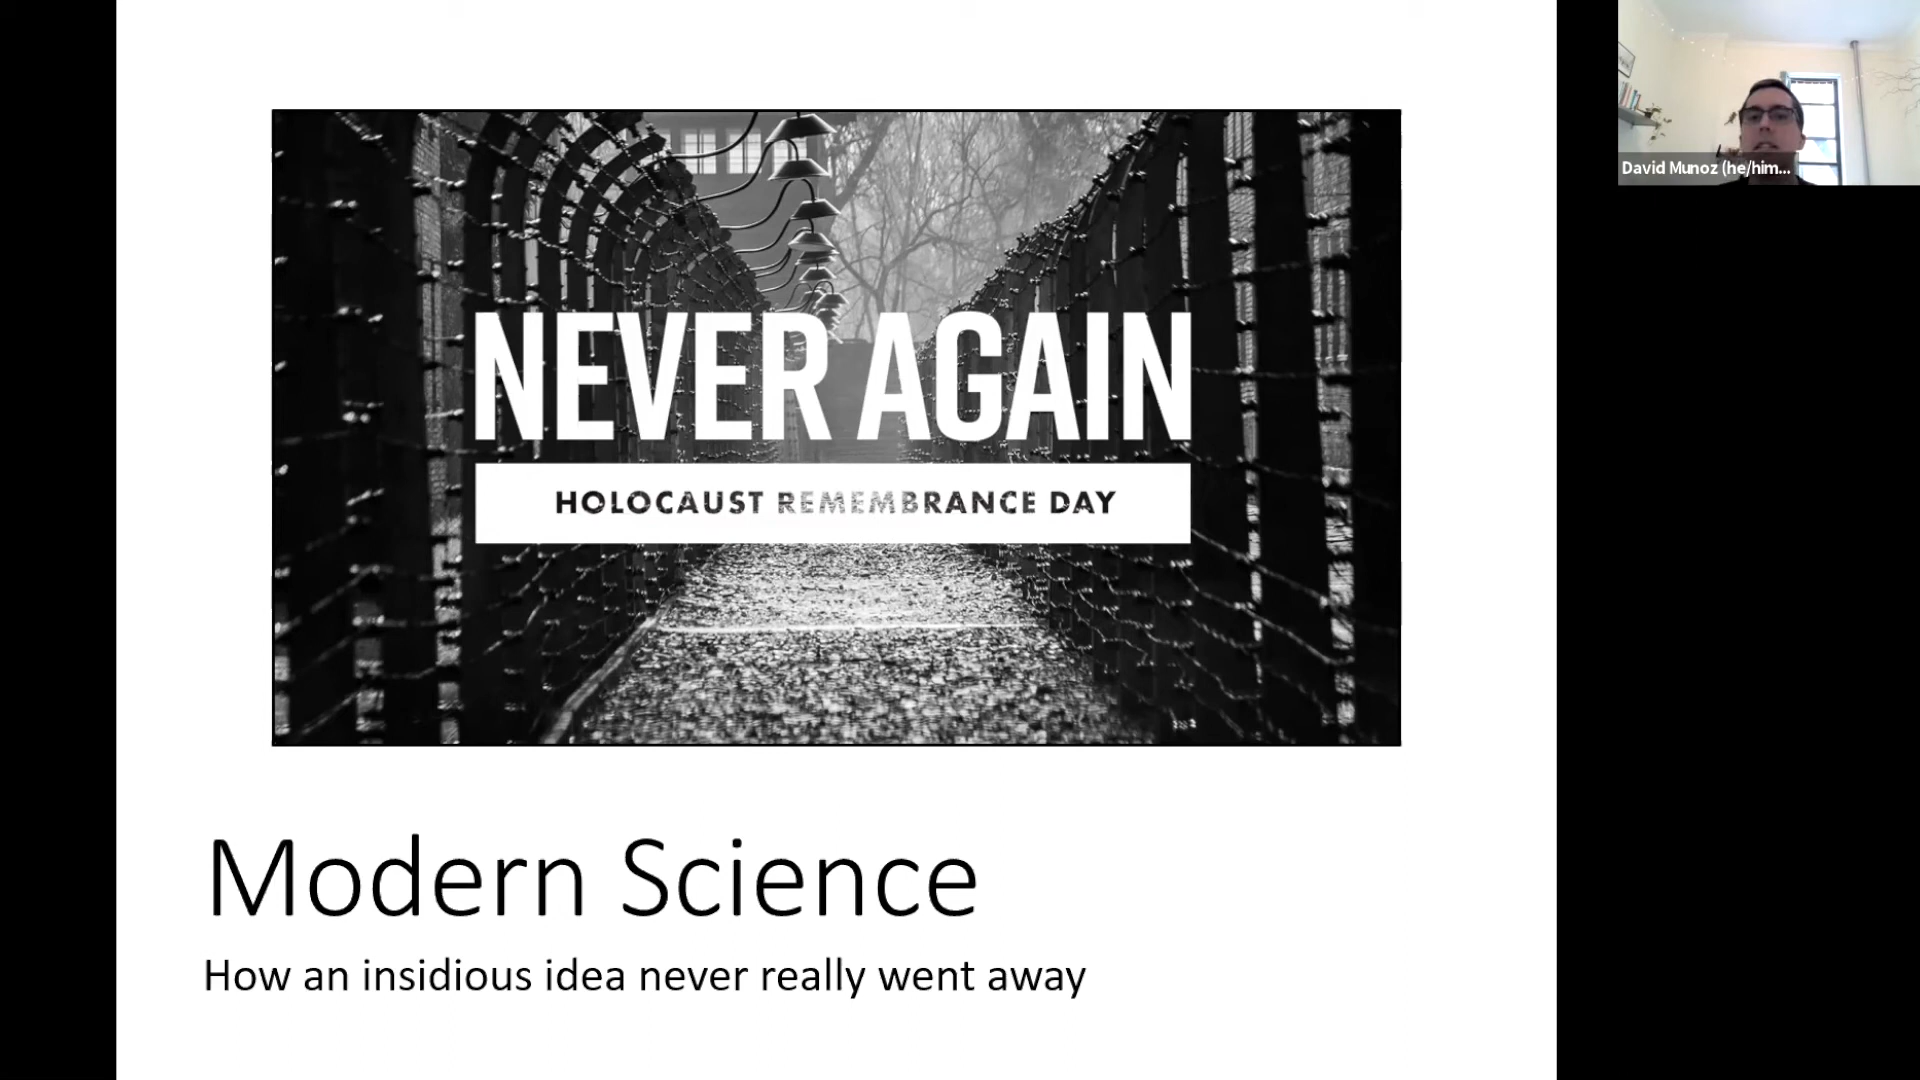 NEVER AGAIN
HOLOCAUST REMEMBRANCE DAY
Modern Science
How an insidious idea never really went away
David Munoz (he/him...